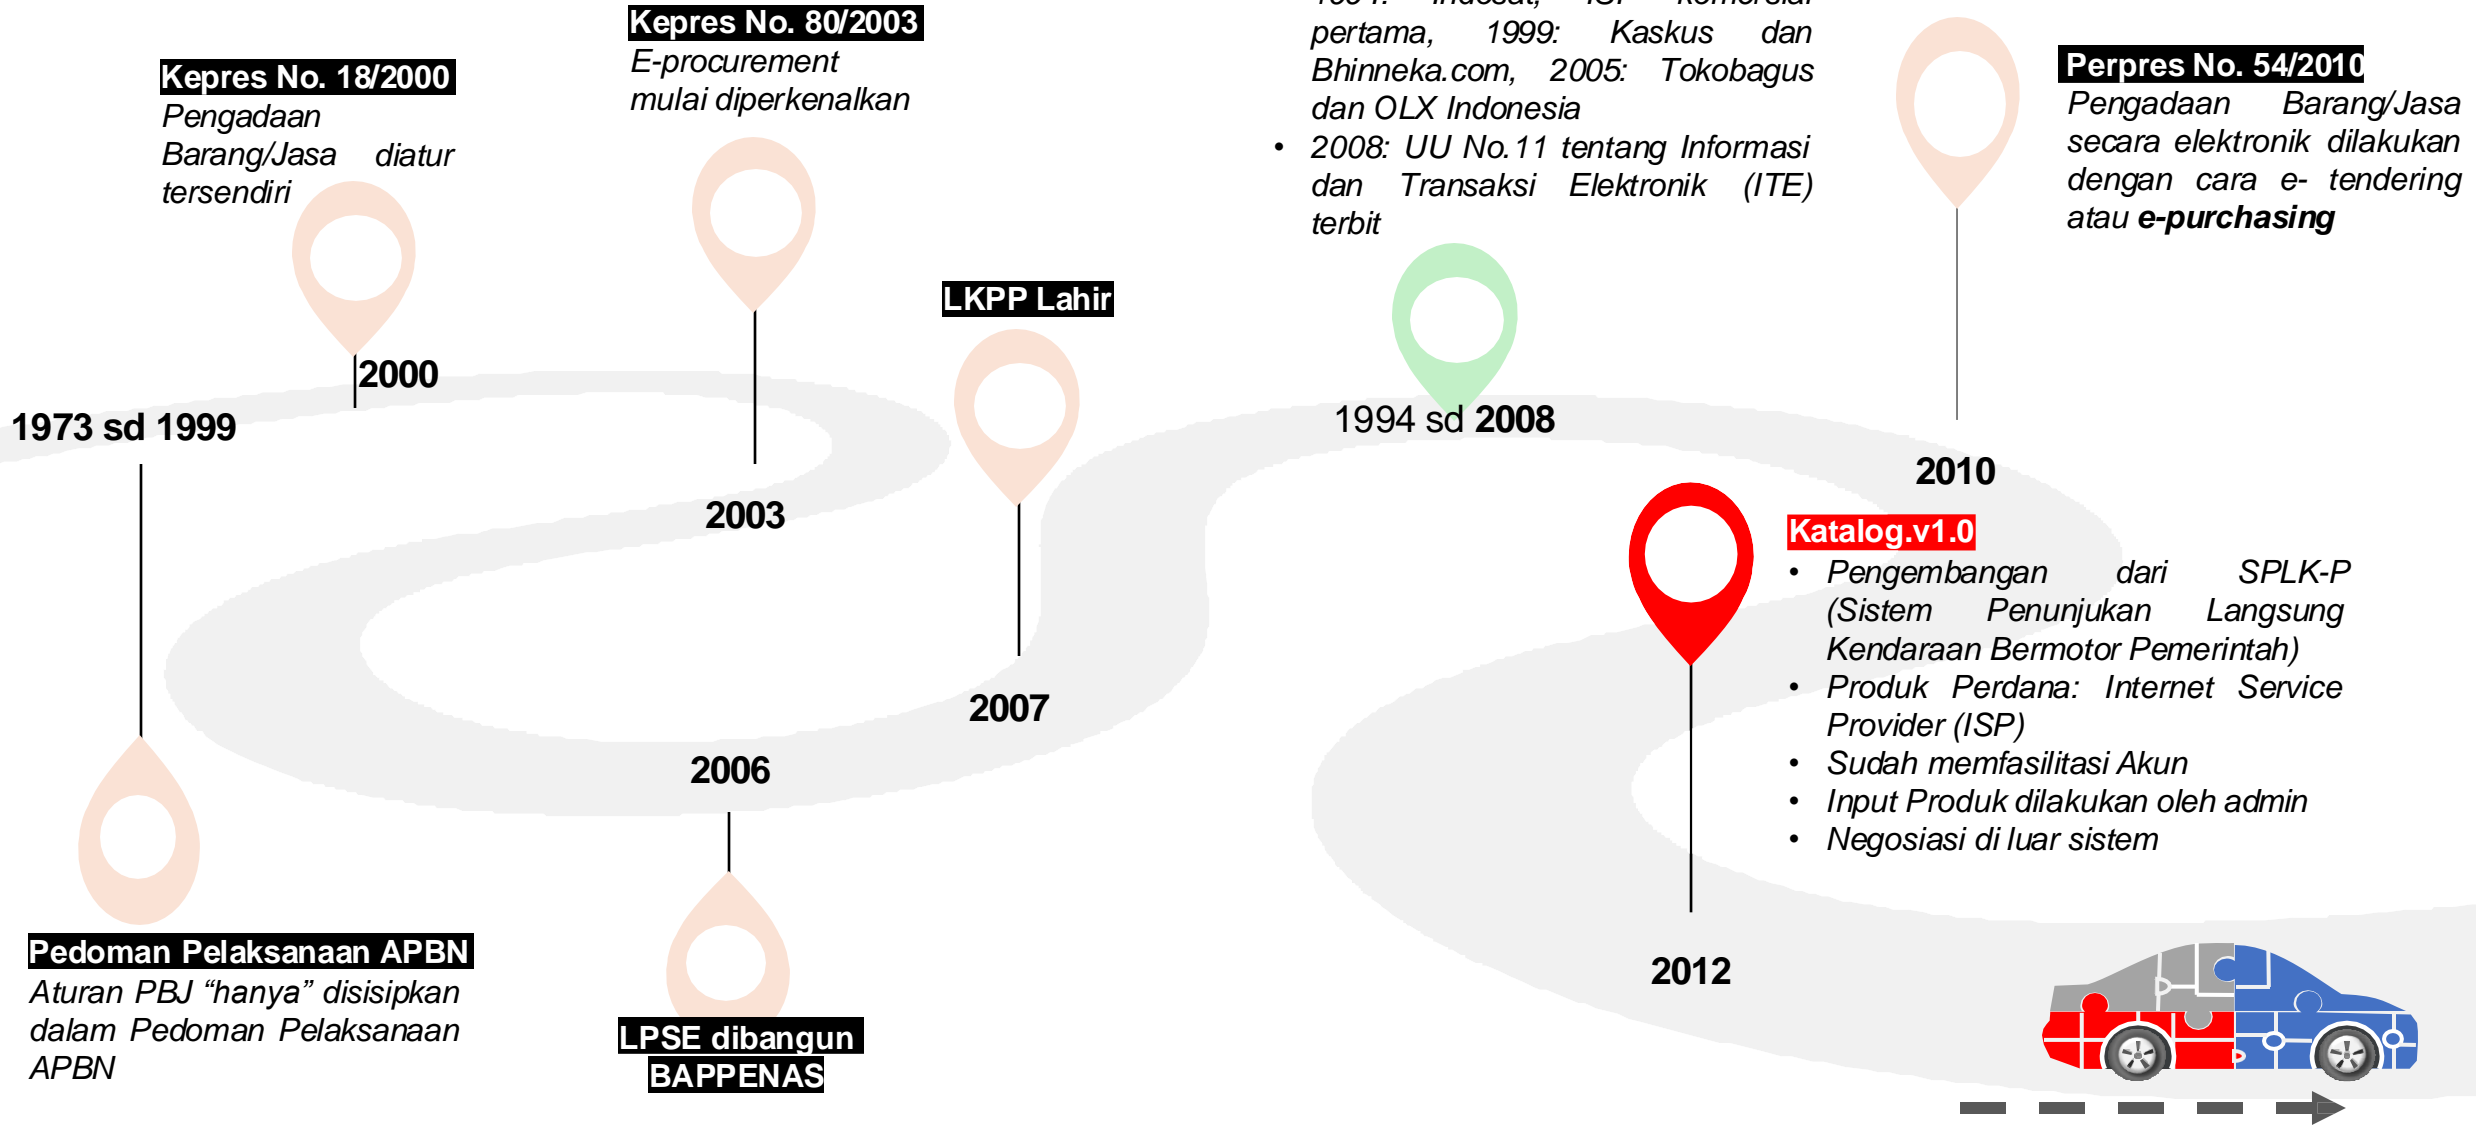 Kepres No. 18/2000
Pengadaan
Barang/Jasa diatur
tersendiri
Kepres No. 80/2003
E-procurement
mulai diperkenalkan
1994: Indosat, ISP komersial
pertama, 1999: Kaskus dan
Bhinneka.com, 2005: Tokobagus
dan OLX Indonesia
• 2008: UU No.11 tentang Informasi
dan Transaksi Elektronik (ITE)
terbit
Perpres No. 54/2010
Pengadaan Barang/Jasa
secara elektronik dilakukan
dengan cara e- tendering
atau e-purchasing
LKPP Lahir
2000
1973 sd 1999
1994 sd 2008
2010
2003
Katalog.v1.0
• Pengembangan dari SPLK-P
(Sistem Penunjukan Langsung
Kendaraan Bermotor Pemerintah)
• Produk Perdana: Internet Service
Provider (ISP)
• Sudah memfasilitasi Akun
• Input Produk dilakukan oleh admin
• Negosiasi di luar sistem
2007
2006
2012
Pedoman Pelaksanaan APBN
Aturan PBJ “hanya” disisipkan
dalam Pedoman Pelaksanaan
APBN
LPSE dibangun
BAPPENAS